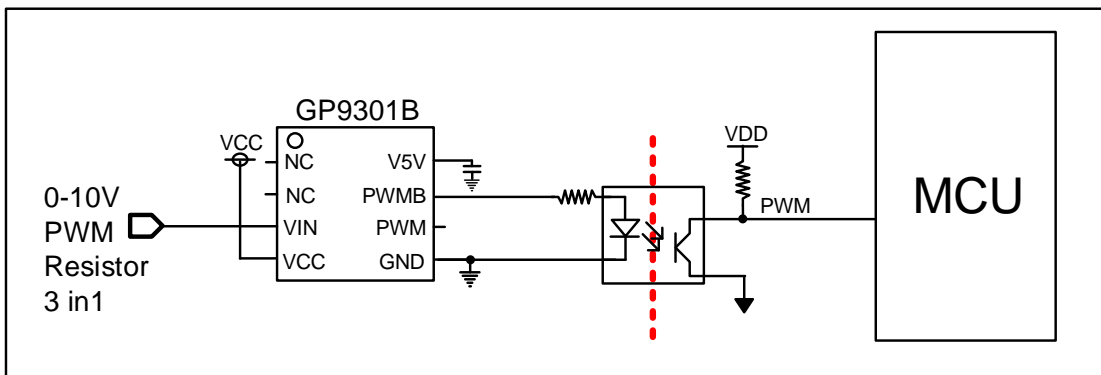 GP9301B
VCC
NC
V5V
NC
PWMB
VIN
PWM
VCC
GND
0-10V
PWM
Resistor
3 in1
VDD
PWM
MCU